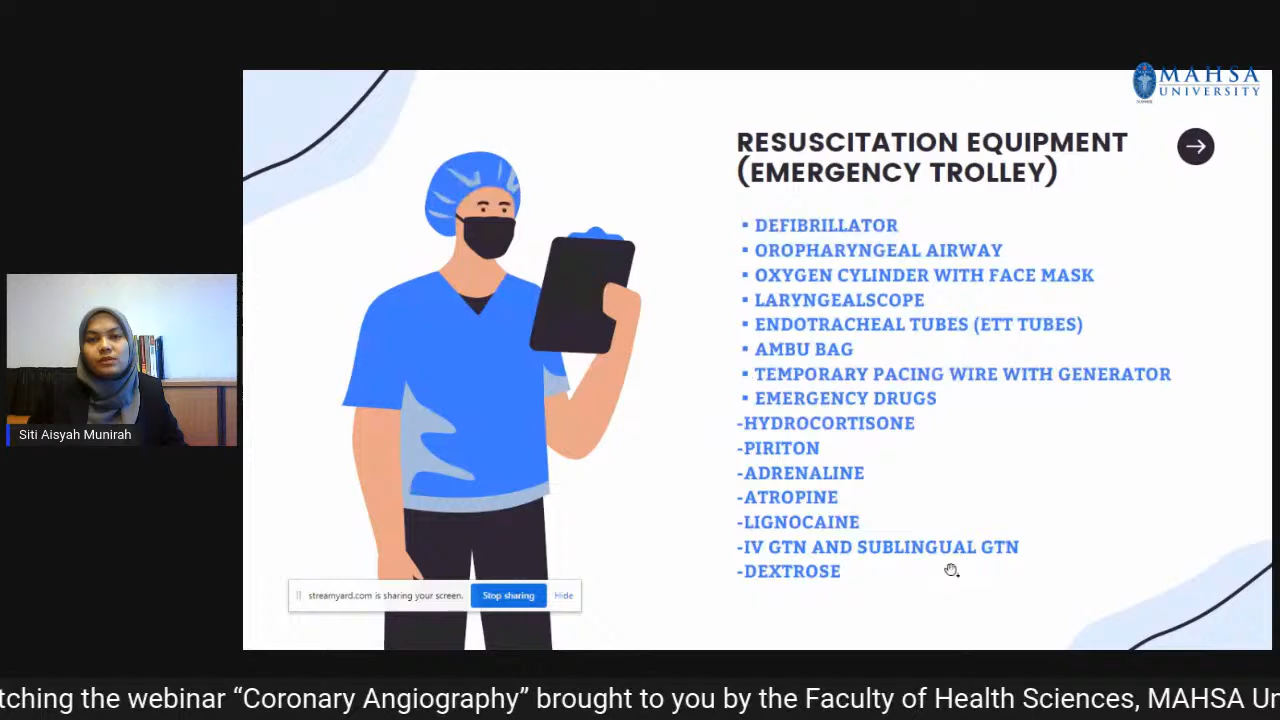 MAHSA
UNIVERSITY
RESUSCITATION EQUIPMENT
(EMERGENCY TROLLEY)
▪ DEFIBRILLATOR
▪ OROPHARYNGEAL AIRWAY
▪ OXYGEN CYLINDER WITH FACE MASK
▪ LARYNGEALSCOPE
▪ ENDOTRACHEAL TUBES (ETT TUBES)
▪ AMBU BAG
▪ TEMPORARY PACING WIRE WITH GENERATOR
▪ EMERGENCY DRUGS
-HYDROCORTISONE
-PIRITON
-ADRENALINE
-ATROPINE
-LIGNOCAINE
-IV GTN AND SUBLINGUAL GTN
-DEXTROSE
Siti Aisyah Munirah
streamyard.com is sharing your screen. Stop sharing Hide
tching the webinar “Coronary Angiography” brought to you by the Faculty of Health Sciences, MAHSA Un